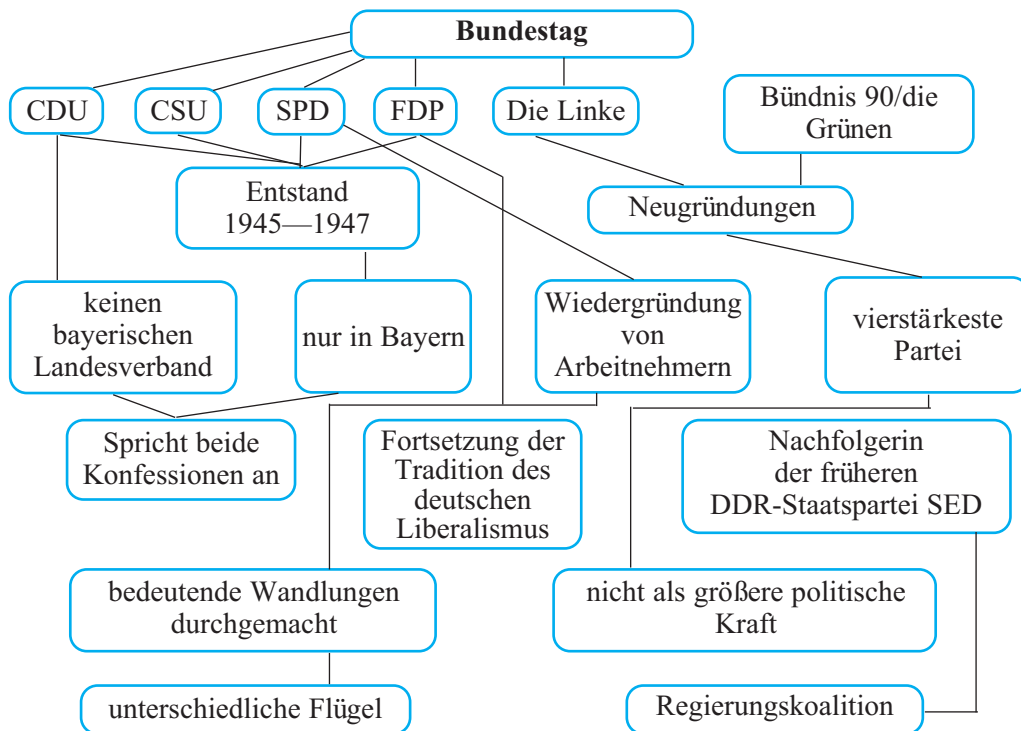 Bundestag
CDU
CSU
SPD
FDP
Die Linke
Bündnis 90/die
Grünen
Entstand
1945—1947
Neugründungen
keinen
bayerischen
Landesverband
nur in Bayern
Wiedergründung
von
Arbeitnehmern
vierstärkeste
Partei
Spricht beide
Konfessionen an
Fortsetzung der
Tradition des
deutschen
Liberalismus
Nachfolgerin
der früheren
DDR-Staatspartei SED
bedeutende Wandlungen
durchgemacht
nicht als größere politische
Kraft
unterschiedliche Flügel
Regierungskoalition